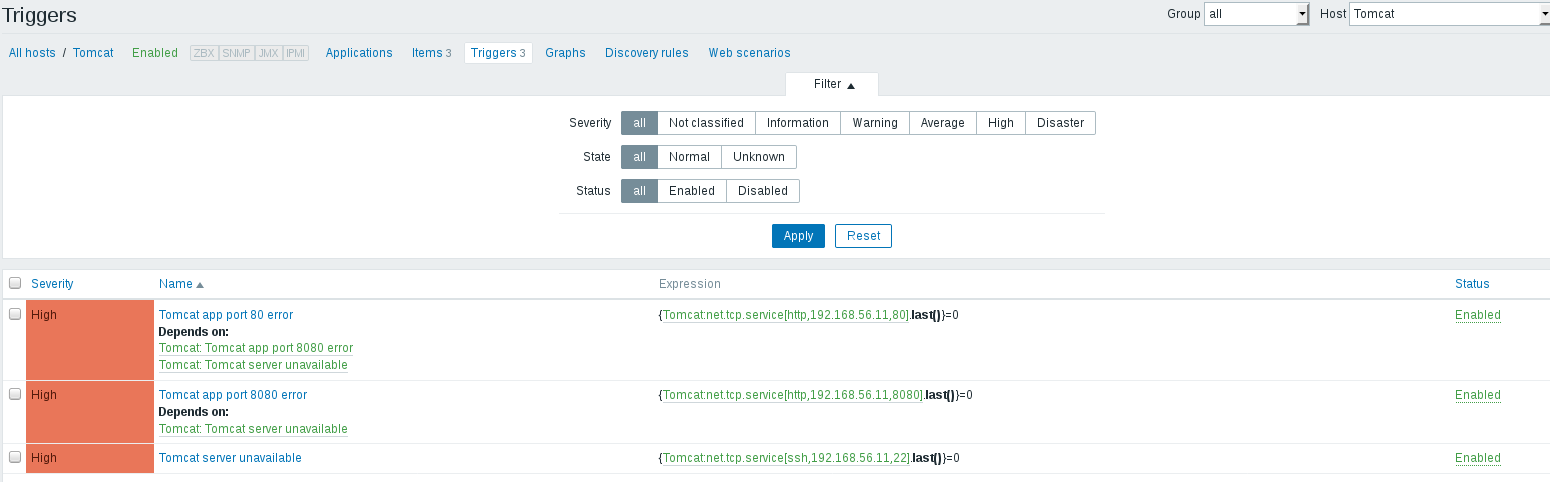 Triggers Group all Host Tomcat
All hosts / Tomcat Enabled ZBX SNMP JMX IPMI Applications Items 3 Triggers 3 Graphs Discovery rules Web scenarios
Filter ▲
Severity all Not classified Information Warning Average High Disaster
State all Normal Unknown
Status all Enabled Disabled
Apply Reset
Severity Name ▲ Expression Status
High Tomcat app port 80 error {Tomcat:net.tcp.service[http,192.168.56.11,80].last()}=0 Enabled
Depends on:
Tomcat: Tomcat app port 8080 error
Tomcat: Tomcat server unavailable
High Tomcat app port 8080 error {Tomcat:net.tcp.service[http,192.168.56.11,8080].last()}=0 Enabled
Depends on:
Tomcat: Tomcat server unavailable
High Tomcat server unavailable {Tomcat:net.tcp.service[ssh,192.168.56.11,22].last()}=0 Enabled